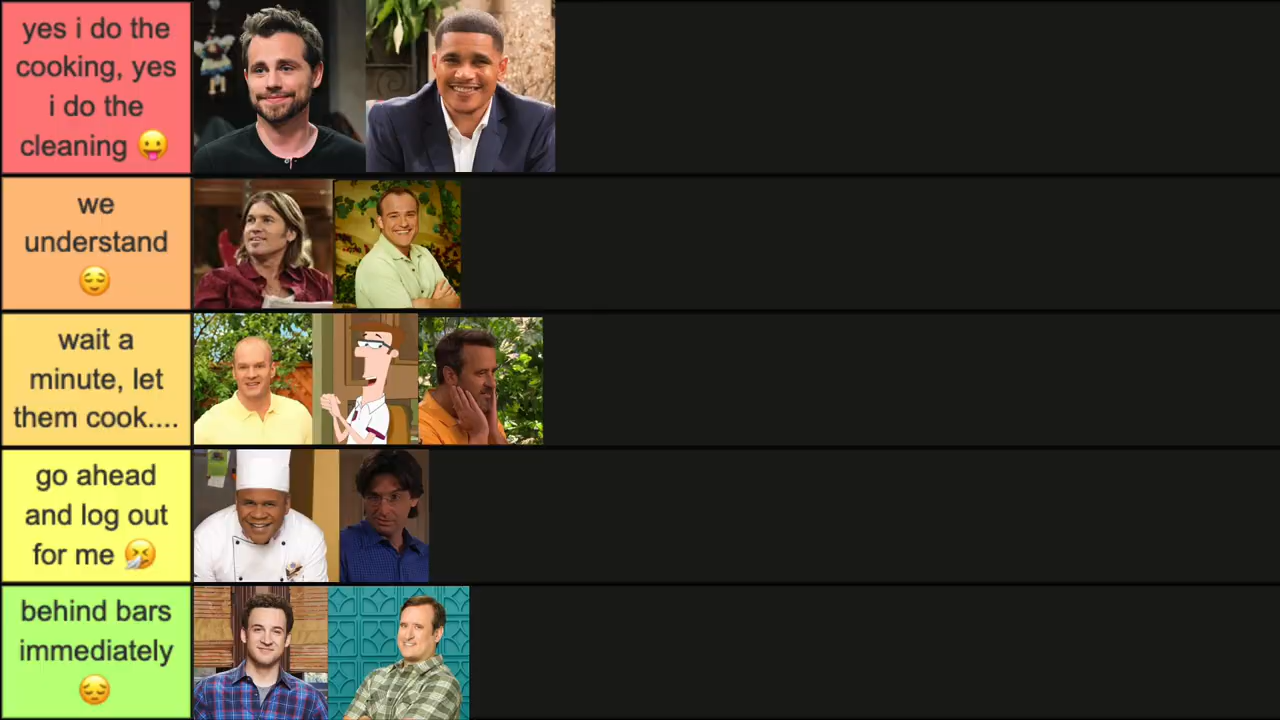 yes i do the
cooking, yes
i do the
cleaning 😛
we
understand
😌
wait a
minute, let
them cook....
go ahead
and log out
for me 🤧
behind bars
immediately
😔